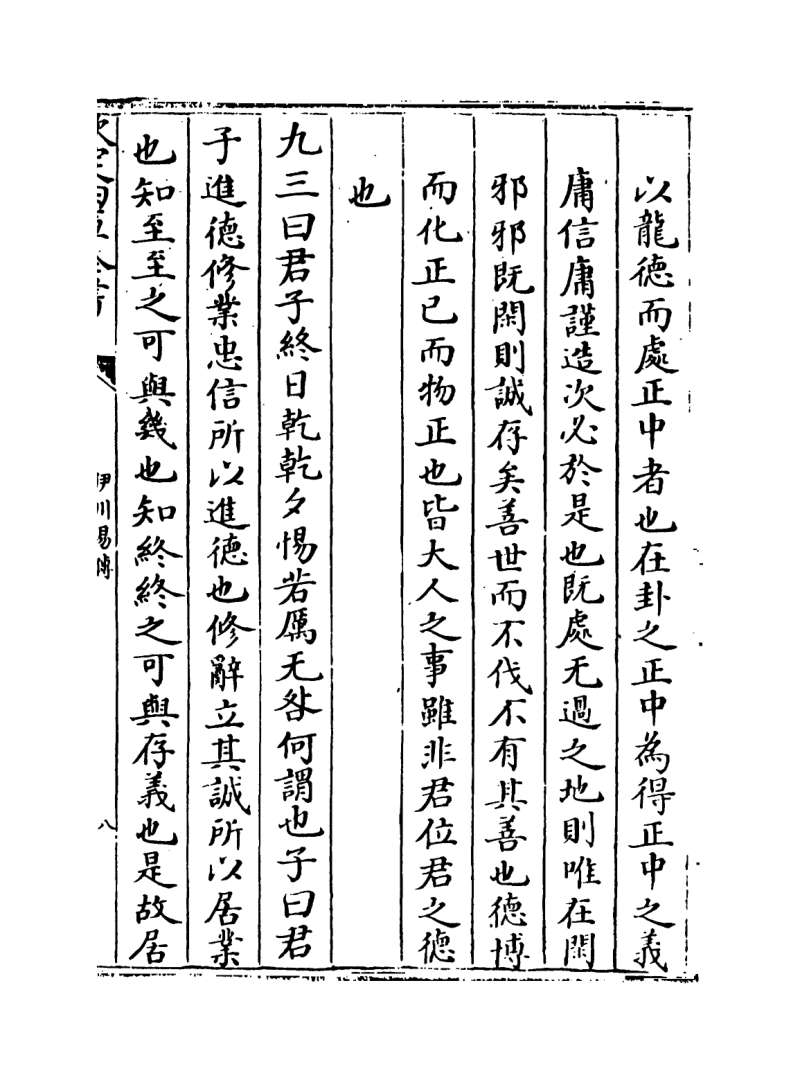 以龍德而處正中者也在卦之正中為得正中之義
庸信庸謹造次必於是也既處无過之地則唯在閑
邪邪既閑則誠存矣善世而不伐不有其善也德博
而化正己而物正也皆大人之事雖非君位君之德
也
九三曰君子終日乾乾夕惕若厲无咎何謂也子曰君
子進德修業忠信所以進德也修辭立其誠所以居業
也知至至之可與幾也知終終之可與存義也是故居
伊川易傳
八